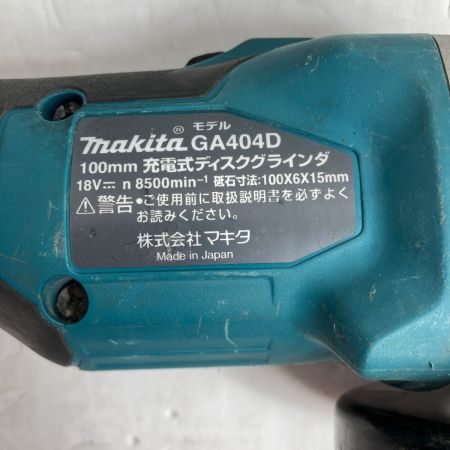 モデル
makita® GA404D
100mm 充電式ディスクグラインダ
18V⎓ n 8500min⁻¹ 砥石寸法:100X6X15mm
⚠警告・ご使用前に取扱説明書を必ずよく
お読みください。
株式会社マキタ
Made in Japan